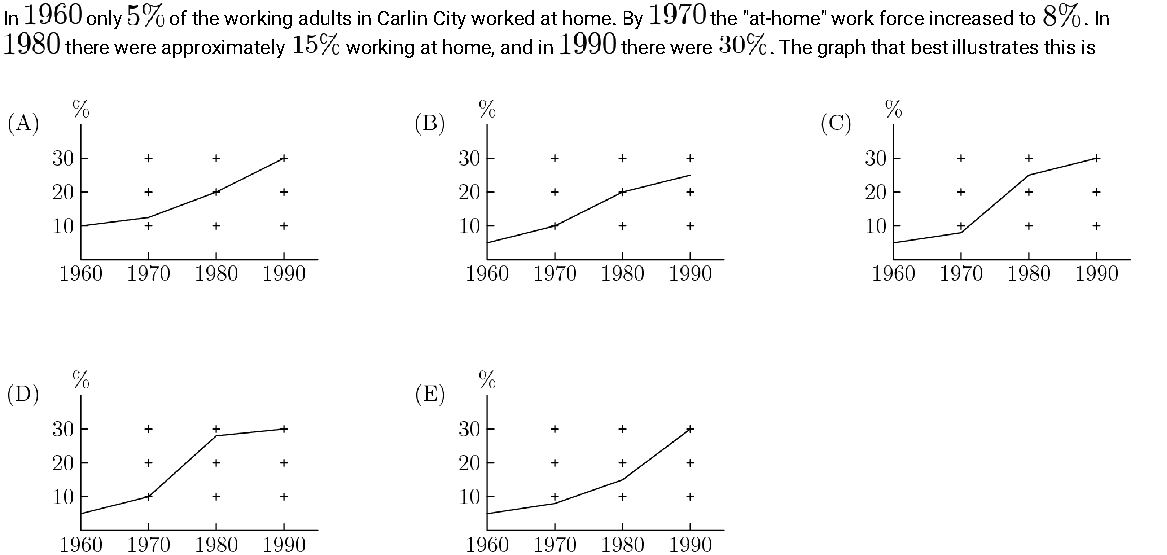 In 1960 only 5% of the working adults in Carlin City worked at home. By 1970 the "at-home" work force increased to 8%. In
1980 there were approximately 15% working at home, and in 1990 there were 30%. The graph that best illustrates this is
(A)
%
30
20
10
1960 1970 1980 1990
(B)
%
30
20
10
1960 1970 1980 1990
(C)
%
30
20
10
1960 1970 1980 1990
(D)
%
30
20
10
1960 1970 1980 1990
(E)
%
30
20
10
1960 1970 1980 1990